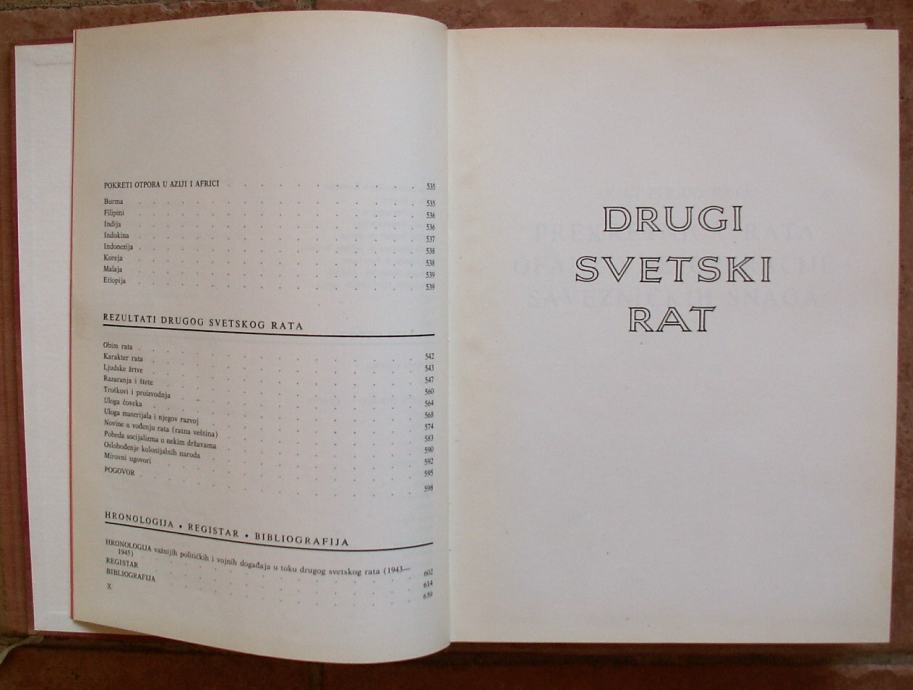 POKRETI OTPORA U AZIJI I AFRICI . . . . . . . . . . 535
Burma . . . . . . . . . . 535
Filipini . . . . . . . . . . 536
Indija . . . . . . . . . . 536
Indokina . . . . . . . . . . 537
Indonezija . . . . . . . . . . 538
Koreja . . . . . . . . . . 538
Malaja . . . . . . . . . . 539
Etiopija . . . . . . . . . . 539
REZULTATI DRUGOG SVETSKOG RATA
Obim rata . . . . . . . . . . 542
Karakter rata . . . . . . . . . . 543
Ljudske žrtve . . . . . . . . . . 547
Razaranja i štete . . . . . . . . . . 560
Troškovi i proizvodnja . . . . . . . . . . 564
Uloga čoveka . . . . . . . . . . 568
Uloga materijala i njegov razvoj . . . . . . . . . . 574
Novine u vođenju rata (ratna veština) . . . . . . . . . . 583
Pobeda socijalizma u nekim državama . . . . . . . . . . 590
Oslobođenje kolonijalnih naroda . . . . . . . . . . 592
Mirovni ugovori . . . . . . . . . . 595
POGOVOR . . . . . . . . . . 598
HRONOLOGIJA • REGISTAR • BIBLIOGRAFIJA
HRONOLOGIJA važnijih političkih i vojnih događaja u toku drugog svetskog rata (1943—
1945) . . . . . . . . . . 602
REGISTAR . . . . . . . . . . 614
BIBLIOGRAFIJA . . . . . . . . . . 659
X
DRUGI
SVETSKI
RAT